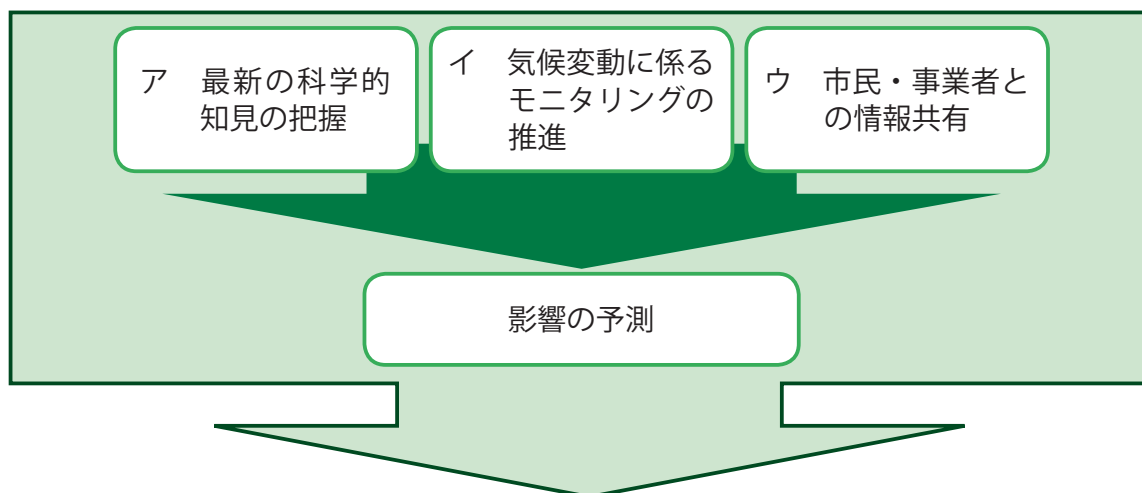 ア　最新の科学的
知見の把握
イ　気候変動に係る
モニタリングの
推進
ウ　市民・事業者と
の情報共有
影響の予測